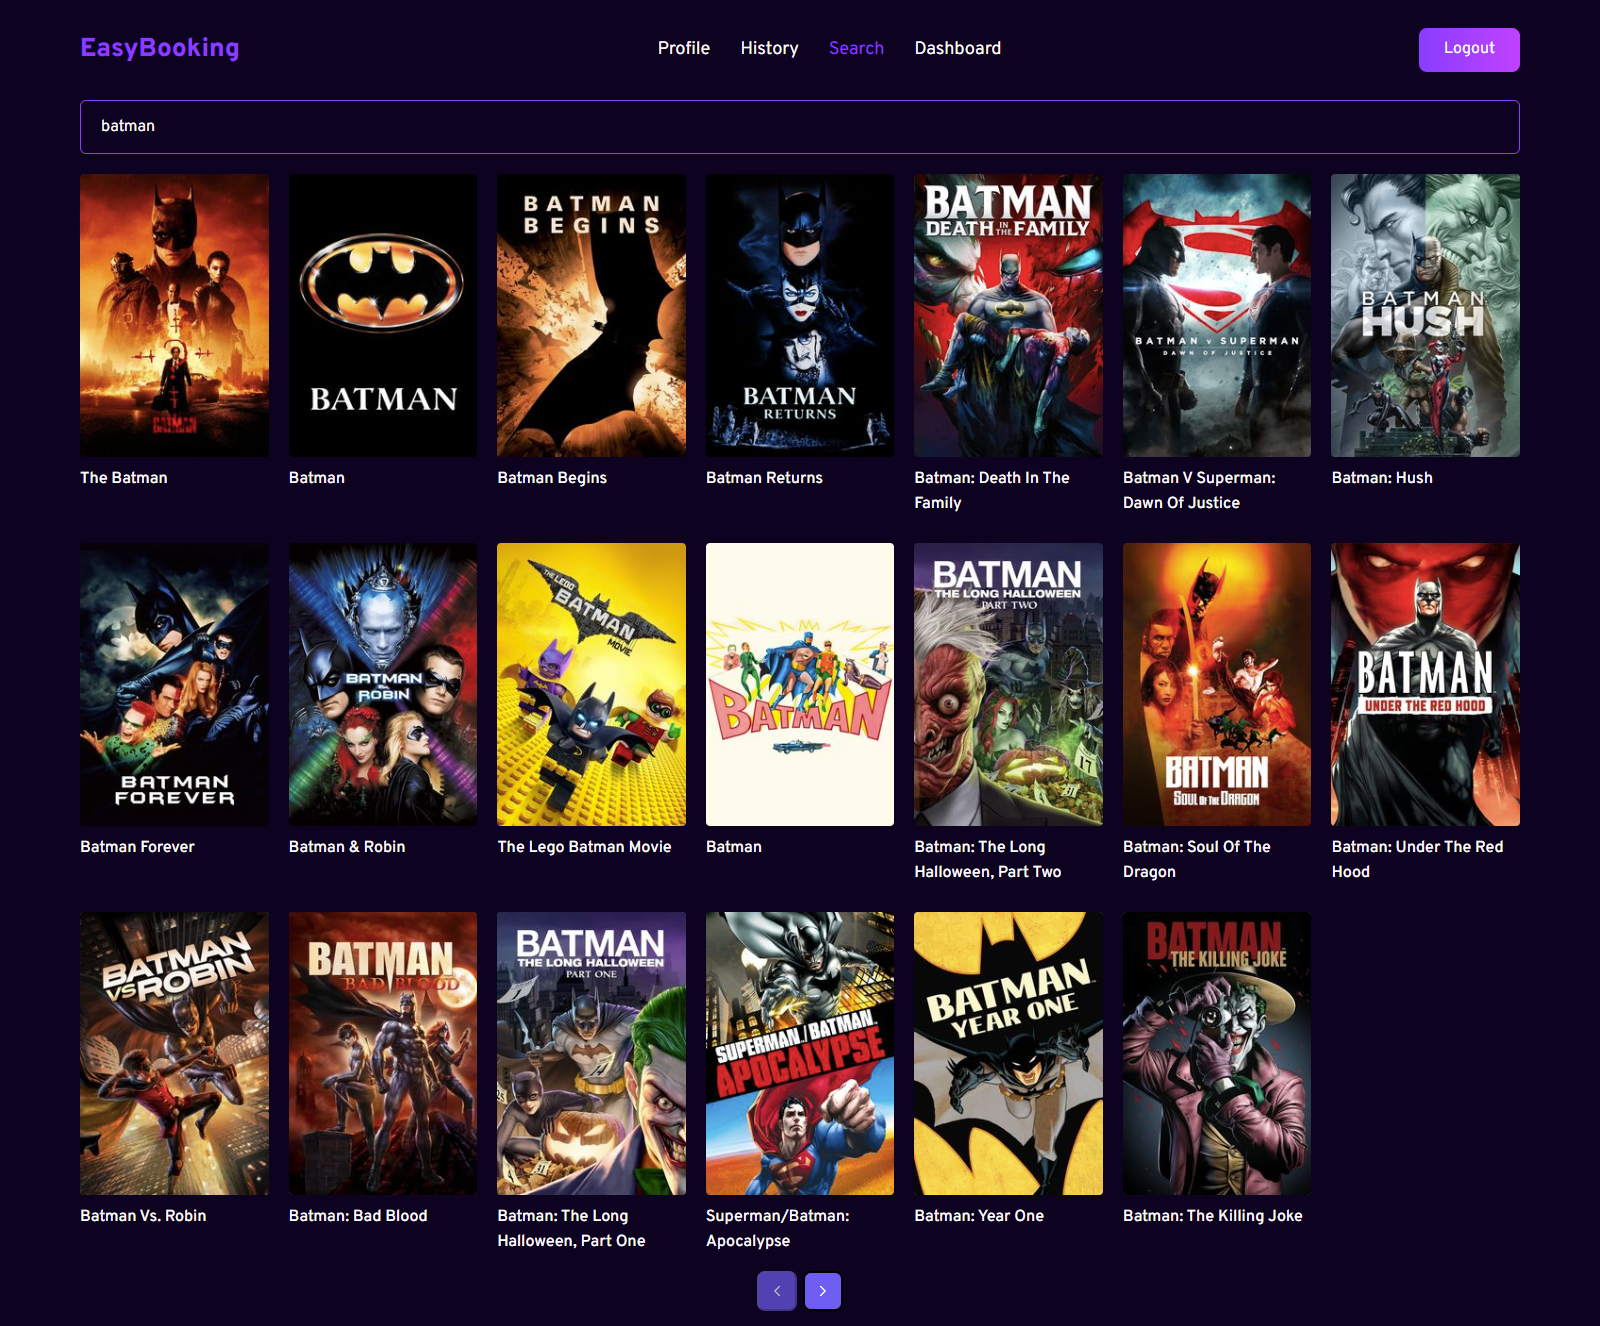 EasyBooking
Profile
History
Search
Dashboard
Logout
batman
BATMAN
BATMAN
BATMAN
BEGINS
BATMAN
RETURNS
BATMAN
DEATH IN THE FAMILY
BATMAN V SUPERMAN
DAWN OF JUSTICE
BATMAN
HUSH
The Batman
Batman
Batman Begins
Batman Returns
Batman: Death In The
Family
Batman V Superman:
Dawn Of Justice
Batman: Hush
BATMAN
FOREVER
BATMAN
&
ROBIN
THE LEGO
BATMAN
MOVIE
BATMAN
BATMAN
THE LONG HALLOWEEN
PART TWO
17
31
BATMAN
SOUL OF THE DRAGON
BATMAN
UNDER THE RED HOOD
Batman Forever
Batman & Robin
The Lego Batman Movie
Batman
Batman: The Long
Halloween, Part Two
Batman: Soul Of The
Dragon
Batman: Under The Red
Hood
BATMAN
VS ROBIN
BATMAN
BAD BLOOD
BATMAN
THE LONG HALLOWEEN
PART ONE
31
SUPERMAN/BATMAN
APOCALYPSE
BATMAN
YEAR ONE
BATMAN
THE KILLING JOKE
Batman Vs. Robin
Batman: Bad Blood
Batman: The Long
Halloween, Part One
Superman/Batman:
Apocalypse
Batman: Year One
Batman: The Killing Joke